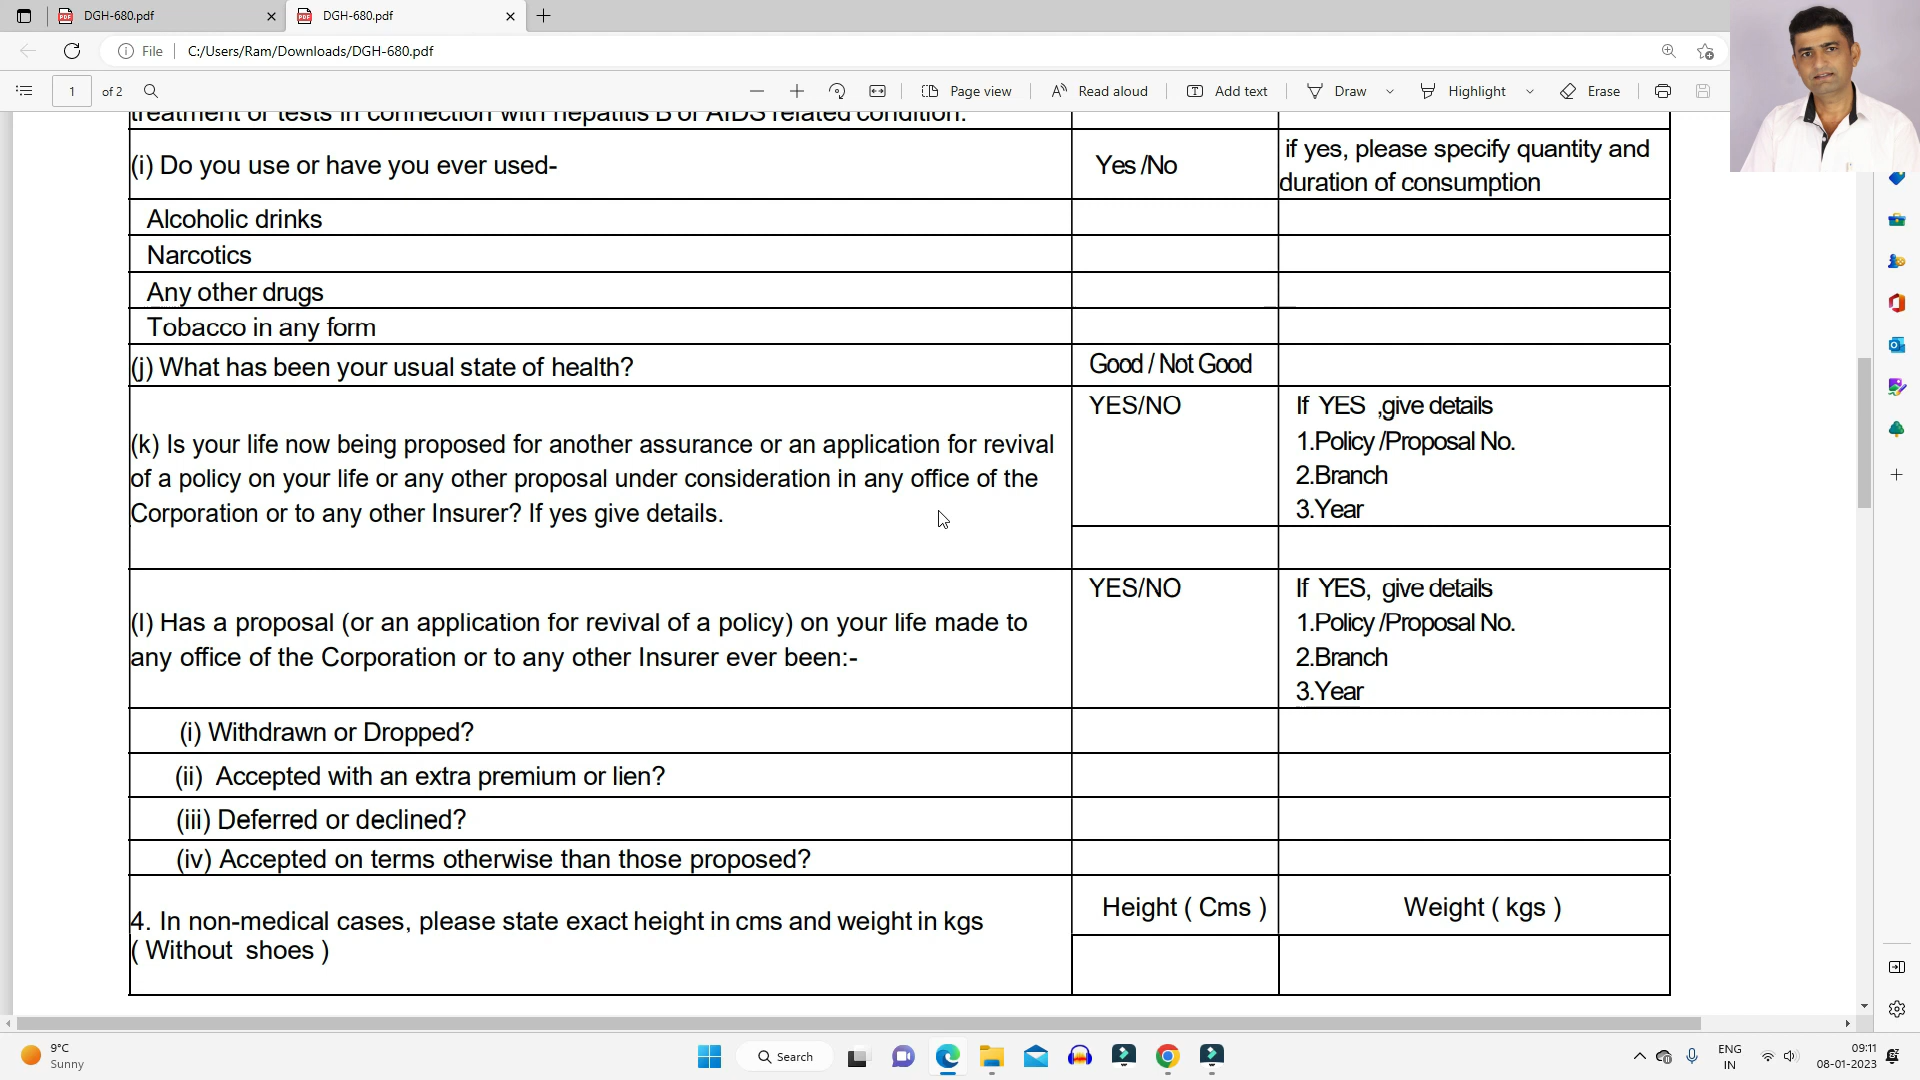 DGH-680.pdf
DGH-680.pdf
File
C:/Users/Ram/Downloads/DGH-680.pdf
1 of 2
Page view
Read aloud
Add text
Draw
Highlight
Erase
treatment or tests in connection with hepatitis B or AIDS related condition.
(i) Do you use or have you ever used-
Yes /No
if yes, please specify quantity and
duration of consumption
Alcoholic drinks
Narcotics
Any other drugs
Tobacco in any form
(j) What has been your usual state of health?
Good / Not Good
YES/NO
If YES ,give details
1.Policy /Proposal No.
2.Branch
3.Year
(k) Is your life now being proposed for another assurance or an application for revival
of a policy on your life or any other proposal under consideration in any office of the
Corporation or to any other Insurer? If yes give details.
YES/NO
If YES, give details
1.Policy /Proposal No.
2.Branch
3.Year
(l) Has a proposal (or an application for revival of a policy) on your life made to
any office of the Corporation or to any other Insurer ever been:-
(i) Withdrawn or Dropped?
(ii) Accepted with an extra premium or lien?
(iii) Deferred or declined?
(iv) Accepted on terms otherwise than those proposed?
4. In non-medical cases, please state exact height in cms and weight in kgs
( Without shoes )
Height ( Cms )
Weight ( kgs )
9°C
Sunny
Search
ENG
IN
09:11
08-01-2023